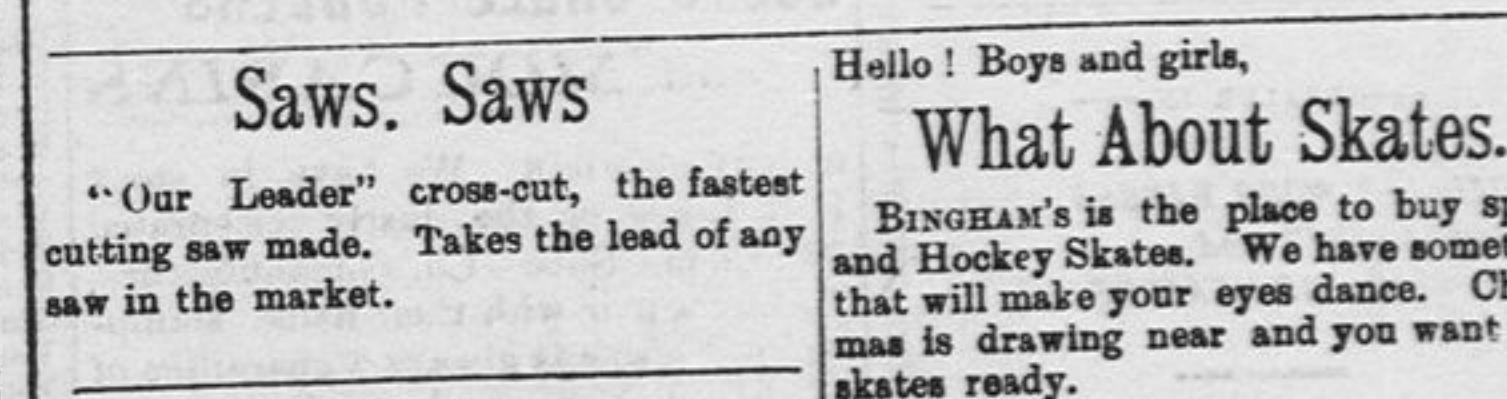 Saws. Saws
"Our Leader" cross-cut, the fastest
cutting saw made. Takes the lead of any
saw in the market.
Hello! Boys and girls,
What About Skates.
BINGHAM'S is the place to buy
and Hockey Skates. We have
that will make your eyes dance.
mas is drawing near and you want
skates ready.